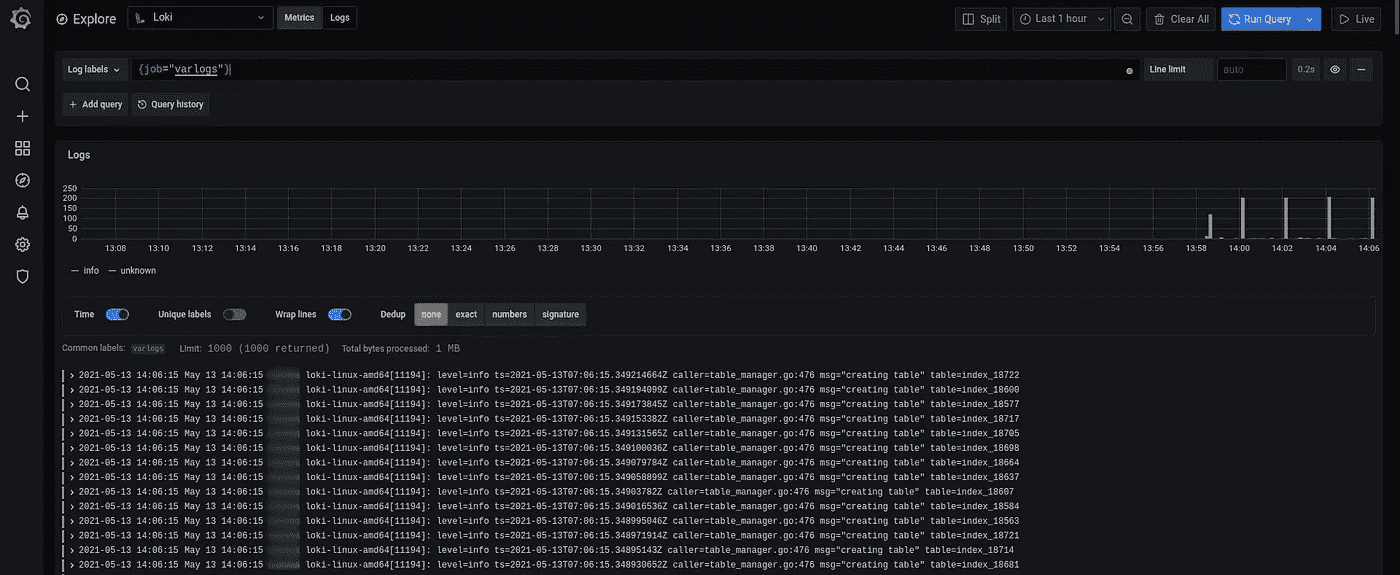 Explore Loki Metrics Logs Split Last 1 hour Clear All Run Query Live
Log labels {job="varlogs"} Line limit auto 0.2s
+ Add query Query history
Logs
250
200
150
100
50
0
13:08 13:10 13:12 13:14 13:16 13:18 13:20 13:22 13:24 13:26 13:28 13:30 13:32 13:34 13:36 13:38 13:40 13:42 13:44 13:46 13:48 13:50 13:52 13:54 13:56 13:58 14:00 14:02 14:04 14:06
info unknown
Time Unique labels Wrap lines Dedup none exact numbers signature
Common labels: varlogs Limit: 1000 (1000 returned) Total bytes processed: 1 MB
> 2021-05-13 14:06:15 May 13 14:06:15 loki-linux-amd64[11194]: level=info ts=2021-05-13T07:06:15.349214664Z caller=table_manager.go:476 msg="creating table" table=index_18722
> 2021-05-13 14:06:15 May 13 14:06:15 loki-linux-amd64[11194]: level=info ts=2021-05-13T07:06:15.349194099Z caller=table_manager.go:476 msg="creating table" table=index_18600
> 2021-05-13 14:06:15 May 13 14:06:15 loki-linux-amd64[11194]: level=info ts=2021-05-13T07:06:15.349173845Z caller=table_manager.go:476 msg="creating table" table=index_18577
> 2021-05-13 14:06:15 May 13 14:06:15 loki-linux-amd64[11194]: level=info ts=2021-05-13T07:06:15.349153382Z caller=table_manager.go:476 msg="creating table" table=index_18717
> 2021-05-13 14:06:15 May 13 14:06:15 loki-linux-amd64[11194]: level=info ts=2021-05-13T07:06:15.349131565Z caller=table_manager.go:476 msg="creating table" table=index_18705
> 2021-05-13 14:06:15 May 13 14:06:15 loki-linux-amd64[11194]: level=info ts=2021-05-13T07:06:15.349100036Z caller=table_manager.go:476 msg="creating table" table=index_18698
> 2021-05-13 14:06:15 May 13 14:06:15 loki-linux-amd64[11194]: level=info ts=2021-05-13T07:06:15.349079784Z caller=table_manager.go:476 msg="creating table" table=index_18664
> 2021-05-13 14:06:15 May 13 14:06:15 loki-linux-amd64[11194]: level=info ts=2021-05-13T07:06:15.349058899Z caller=table_manager.go:476 msg="creating table" table=index_18637
> 2021-05-13 14:06:15 May 13 14:06:15 loki-linux-amd64[11194]: level=info ts=2021-05-13T07:06:15.34903782Z caller=table_manager.go:476 msg="creating table" table=index_18607
> 2021-05-13 14:06:15 May 13 14:06:15 loki-linux-amd64[11194]: level=info ts=2021-05-13T07:06:15.349016536Z caller=table_manager.go:476 msg="creating table" table=index_18584
> 2021-05-13 14:06:15 May 13 14:06:15 loki-linux-amd64[11194]: level=info ts=2021-05-13T07:06:15.348995046Z caller=table_manager.go:476 msg="creating table" table=index_18563
> 2021-05-13 14:06:15 May 13 14:06:15 loki-linux-amd64[11194]: level=info ts=2021-05-13T07:06:15.348971914Z caller=table_manager.go:476 msg="creating table" table=index_18721
> 2021-05-13 14:06:15 May 13 14:06:15 loki-linux-amd64[11194]: level=info ts=2021-05-13T07:06:15.34895143Z caller=table_manager.go:476 msg="creating table" table=index_18714
> 2021-05-13 14:06:15 May 13 14:06:15 loki-linux-amd64[11194]: level=info ts=2021-05-13T07:06:15.348930652Z caller=table_manager.go:476 msg="creating table" table=index_18681